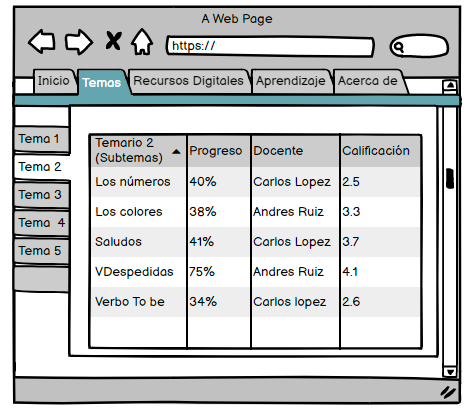 A Web Page
https://
Inicio Temas Recursos Digitales Aprendizaje Acerca de
Tema 1
Tema 2
Tema 3
Tema 4
Tema 5
Temario 2
(Subtemas) Progreso Docente Calificación
Los números 40% Carlos Lopez 2.5
Los colores 38% Andres Ruiz 3.3
Saludos 41% Carlos Lopez 3.7
VDespedidas 75% Andres Ruiz 4.1
Verbo To be 34% Carlos lopez 2.6